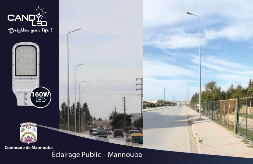 CANDY
LED
Brighten your life !
160W
LED
Commune de Mannouba
Eclairage Public - Mannouba